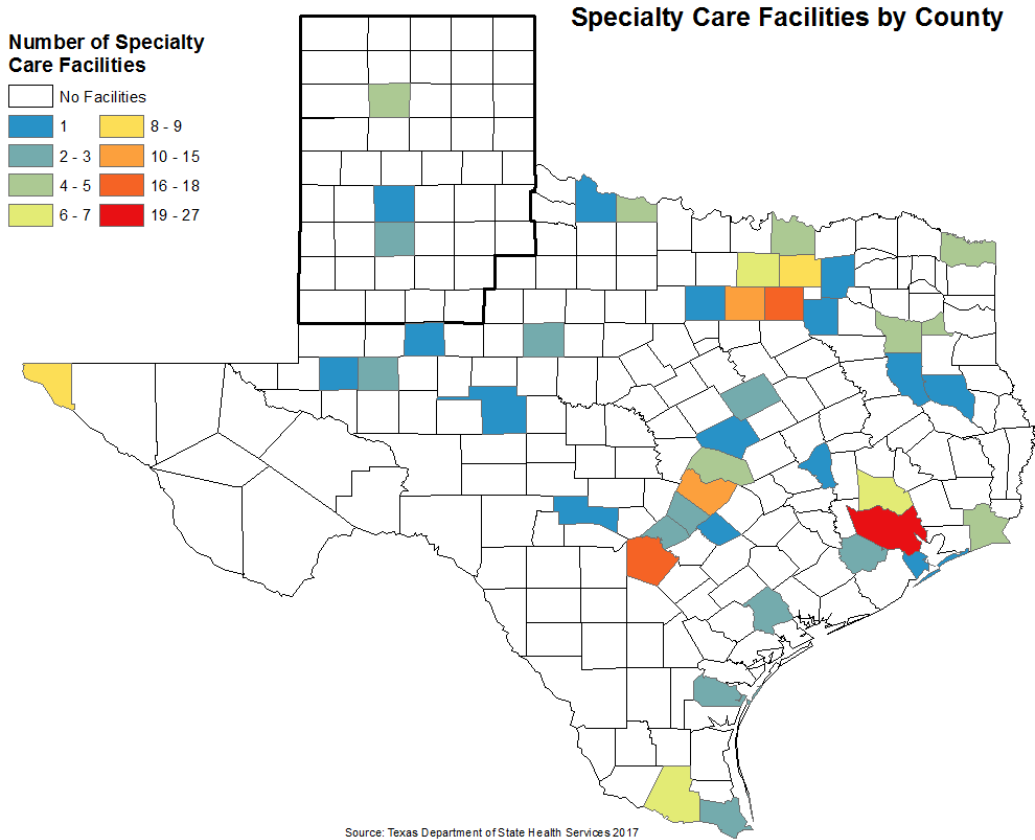 Specialty Care Facilities by County
Number of Specialty
Care Facilities
No Facilities
1
8 - 9
2 - 3
10 - 15
4 - 5
16 - 18
6 - 7
19 - 27
Source: Texas Department of State Health Services 2017